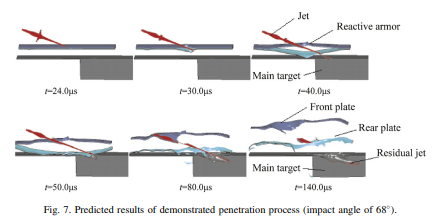 Jet
Reactive armor
Main target
t=24.0μs
t=30.0μs
t=40.0μs
Front plate
Rear plate
Residual jet
Main target
t=50.0μs
t=80.0μs
t=140.0μs
Fig. 7. Predicted results of demonstrated penetration process (impact angle of 68°).